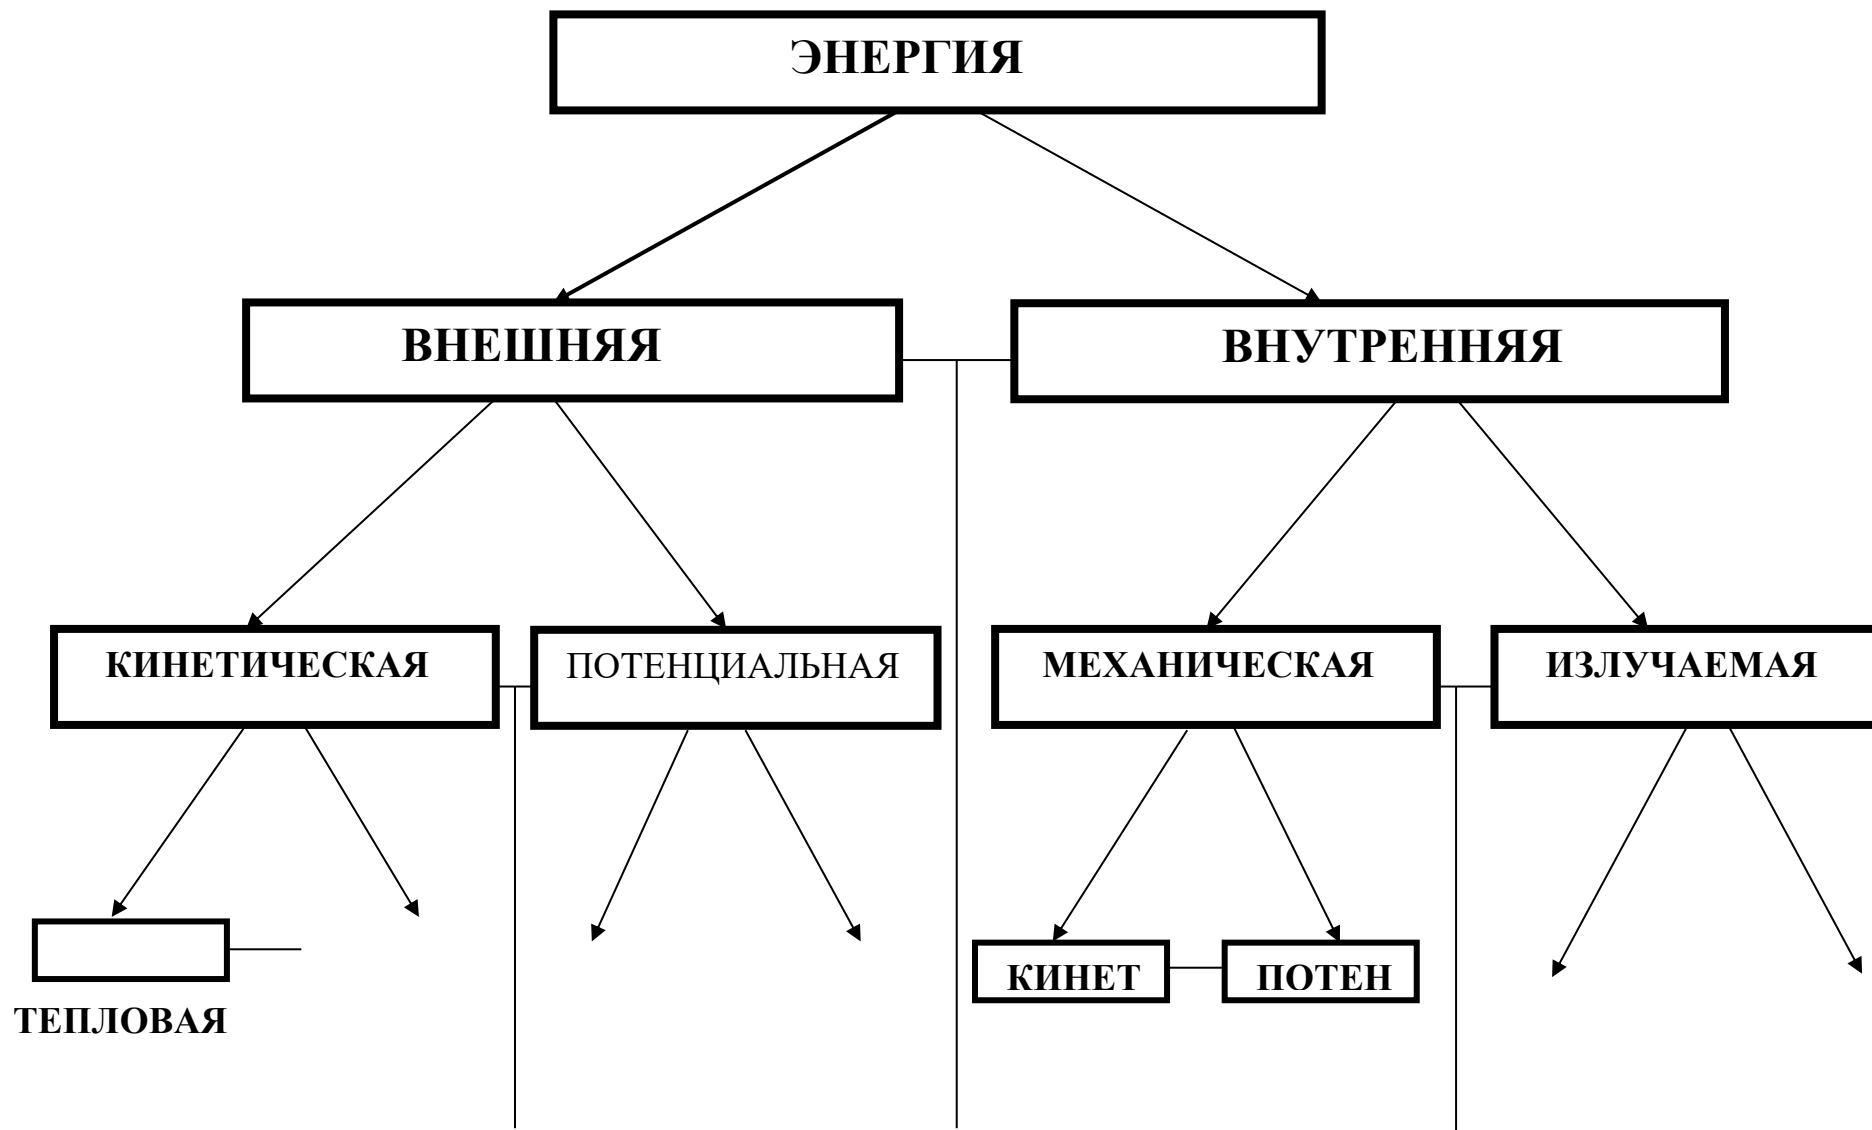 ЭНЕРГИЯ
ВНЕШНЯЯ
ВНУТРЕННЯЯ
КИНЕТИЧЕСКАЯ
ПОТЕНЦИАЛЬНАЯ
МЕХАНИЧЕСКАЯ
ИЗЛУЧАЕМАЯ
КИНЕТ
ПОТЕН
ТЕПЛОВАЯ